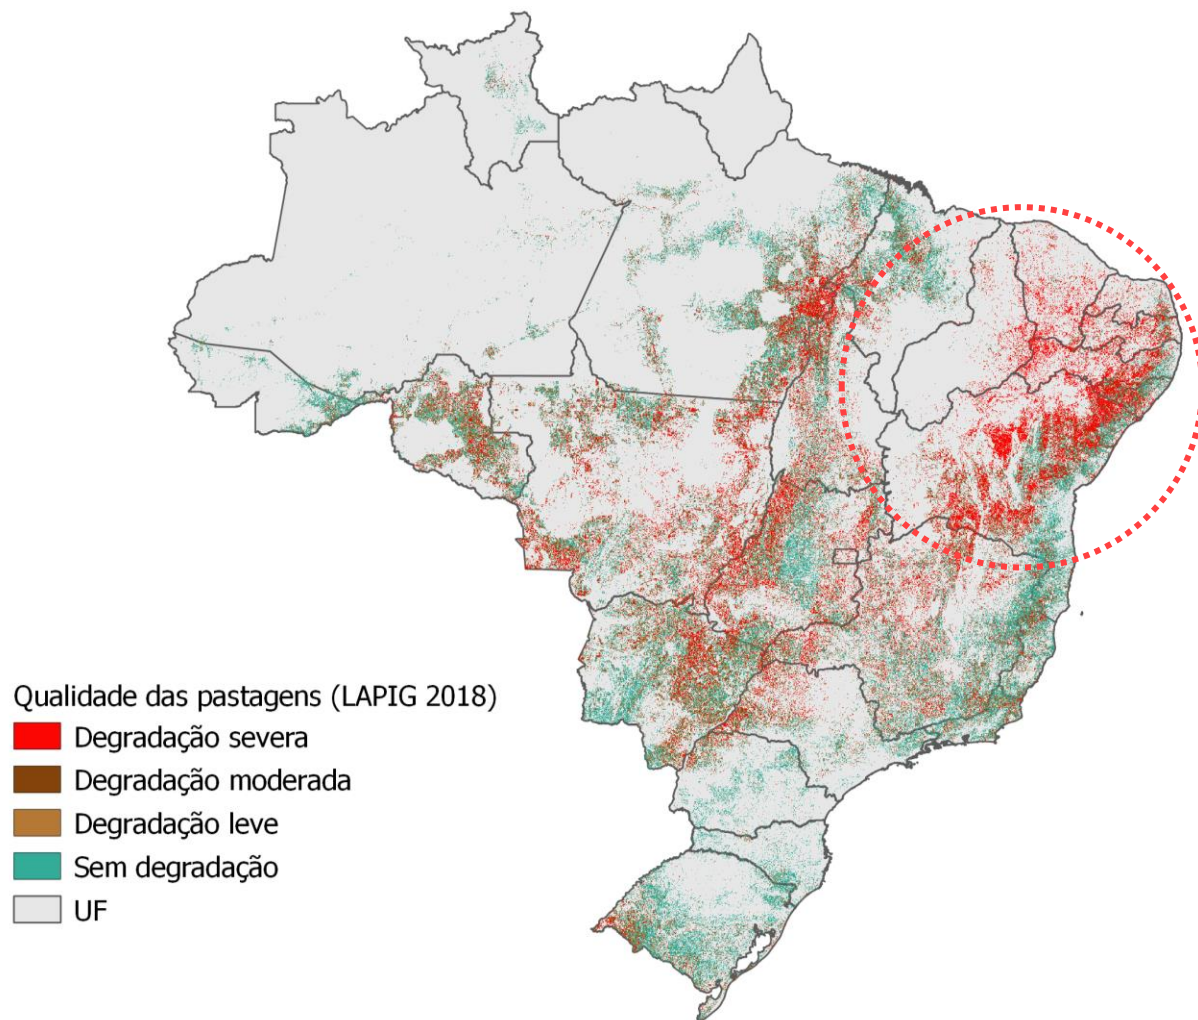 Qualidade das pastagens (LAPIG 2018)
Degradação severa
Degradação moderada
Degradação leve
Sem degradação
UF